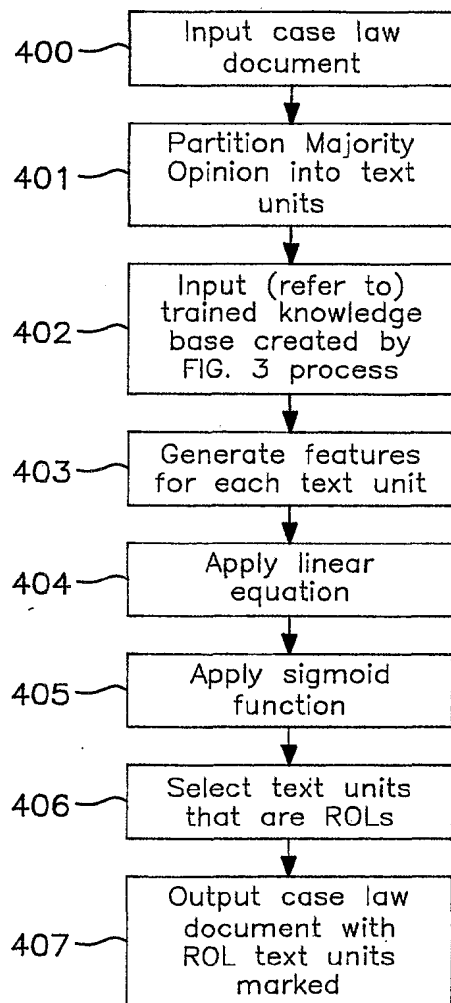 400
Input case law
document
401
Partition Majority
Opinion into text
units
402
Input (refer to)
trained knowledge
base created by
FIG. 3 process
403
Generate features
for each text unit
404
Apply linear
equation
405
Apply sigmoid
function
406
Select text units
that are ROLs
407
Output case law
document with
ROL text units
marked